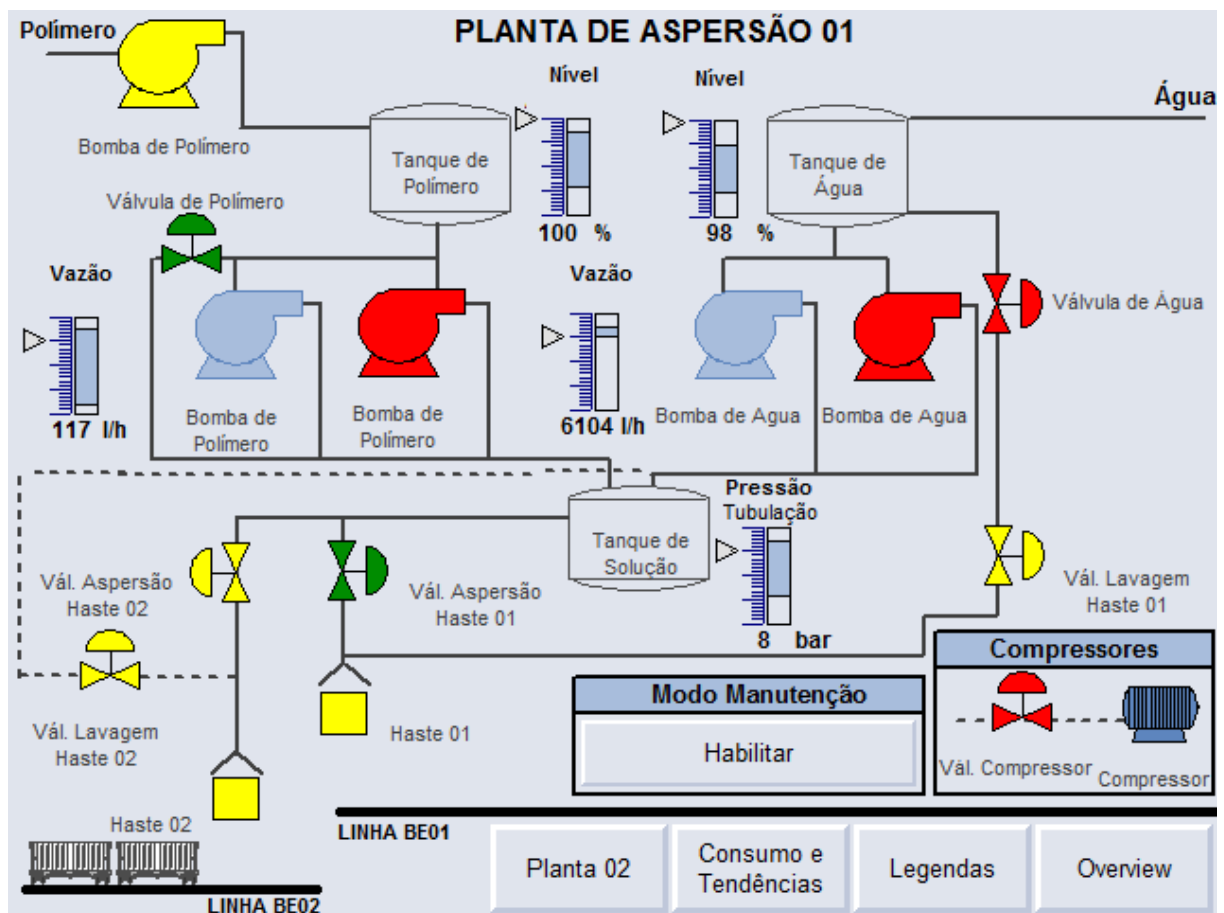 Polímero
PLANTA DE ASPERSÃO 01
Nível
Nível
Água
Bomba de Polímero
Tanque de
Polímero
Tanque de
Água
Válvula de Polímero
100 %
98 %
Vazão
Vazão
Válvula de Água
117 l/h
Bomba de
Polímero
Bomba de
Polímero
6104 l/h
Bomba de Agua
Bomba de Agua
Pressão
Tubulação
Tanque de
Solução
Vál. Aspersão
Haste 02
Vál. Aspersão
Haste 01
Vál. Lavagem
Haste 01
8 bar
Compressores
Modo Manutenção
Habilitar
Vál. Lavagem
Haste 02
Haste 01
Vál. Compressor
Compressor
Haste 02
LINHA BE01
Planta 02
Consumo e
Tendências
Legendas
Overview
LINHA BE02